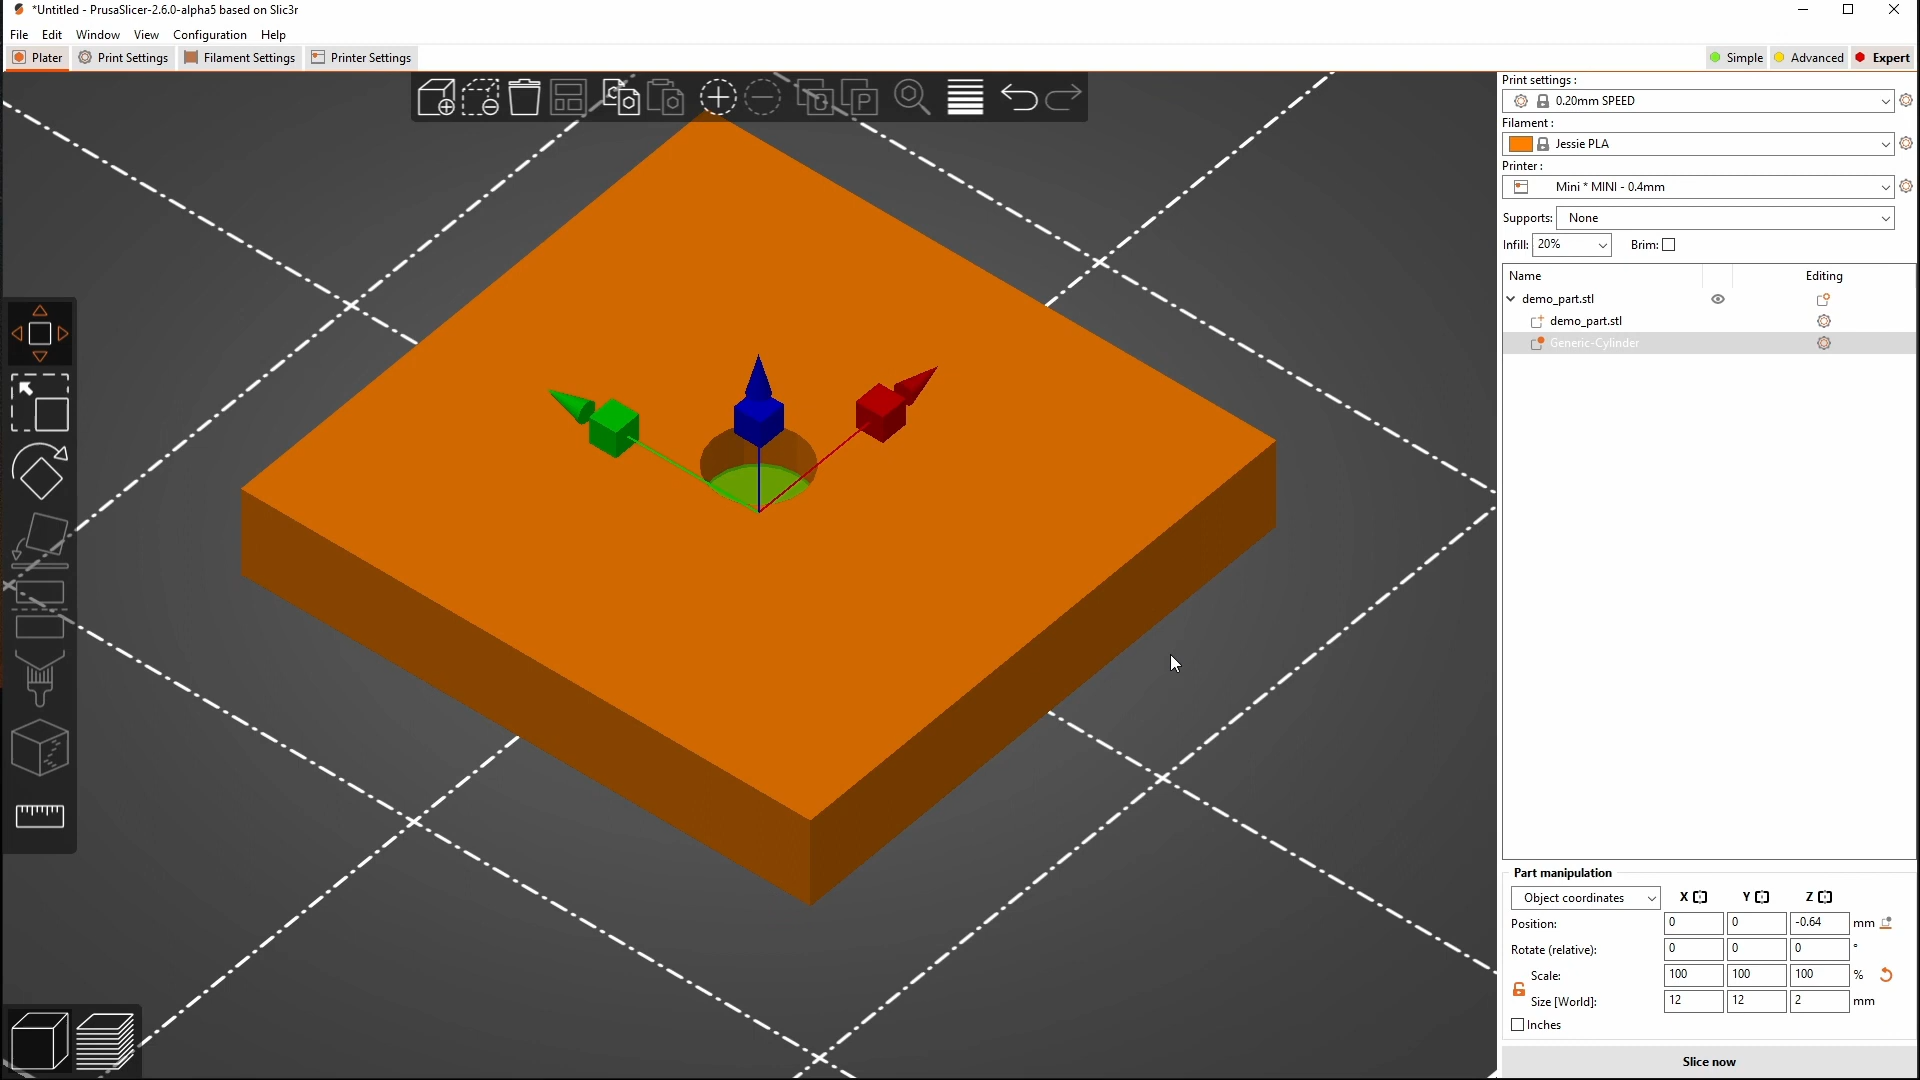 *Untitled - PrusaSlicer-2.6.0-alpha5 based on Slic3r
File Edit Window View Configuration Help
Plater Print Settings Filament Settings Printer Settings Simple Advanced Expert
Print settings :
0.20mm SPEED
Filament :
Jessie PLA
Printer :
Mini * MINI - 0.4mm
Supports: None
Infill: 20% Brim:
Name Editing
demo_part.stl
demo_part.stl
Generic-Cylinder
Part manipulation
Object coordinates X Y Z
Position: 0 0 -0.64 mm
Rotate (relative): 0 0 0 °
Scale: 100 100 100 %
Size [World]: 12 12 2 mm
Inches
Slice now